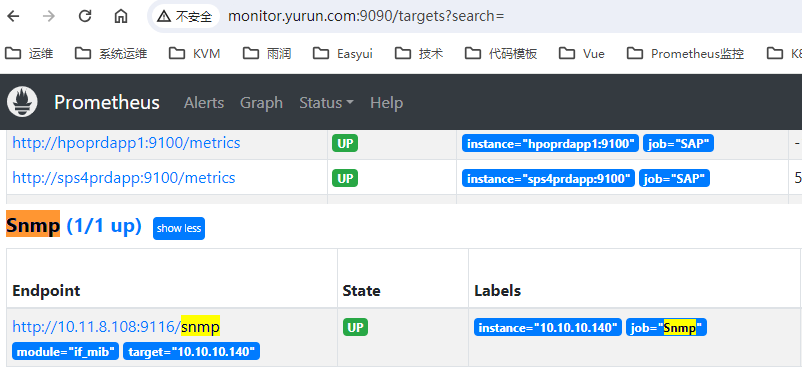 不安全 monitor.yurun.com:9090/targets?search=
运维 系统运维 KVM 雨润 Easyui 技术 代码模板 Vue Prometheus监控 K8
Prometheus Alerts Graph Status Help
http://hpoprdapp1:9100/metrics UP instance="hpoprdapp1:9100" job="SAP" -
http://sps4prdapp:9100/metrics UP instance="sps4prdapp:9100" job="SAP" 5
Snmp (1/1 up) show less
Endpoint State Labels
http://10.11.8.108:9116/snmp UP instance="10.10.10.140" job="Snmp"
module="if_mib" target="10.10.10.140"